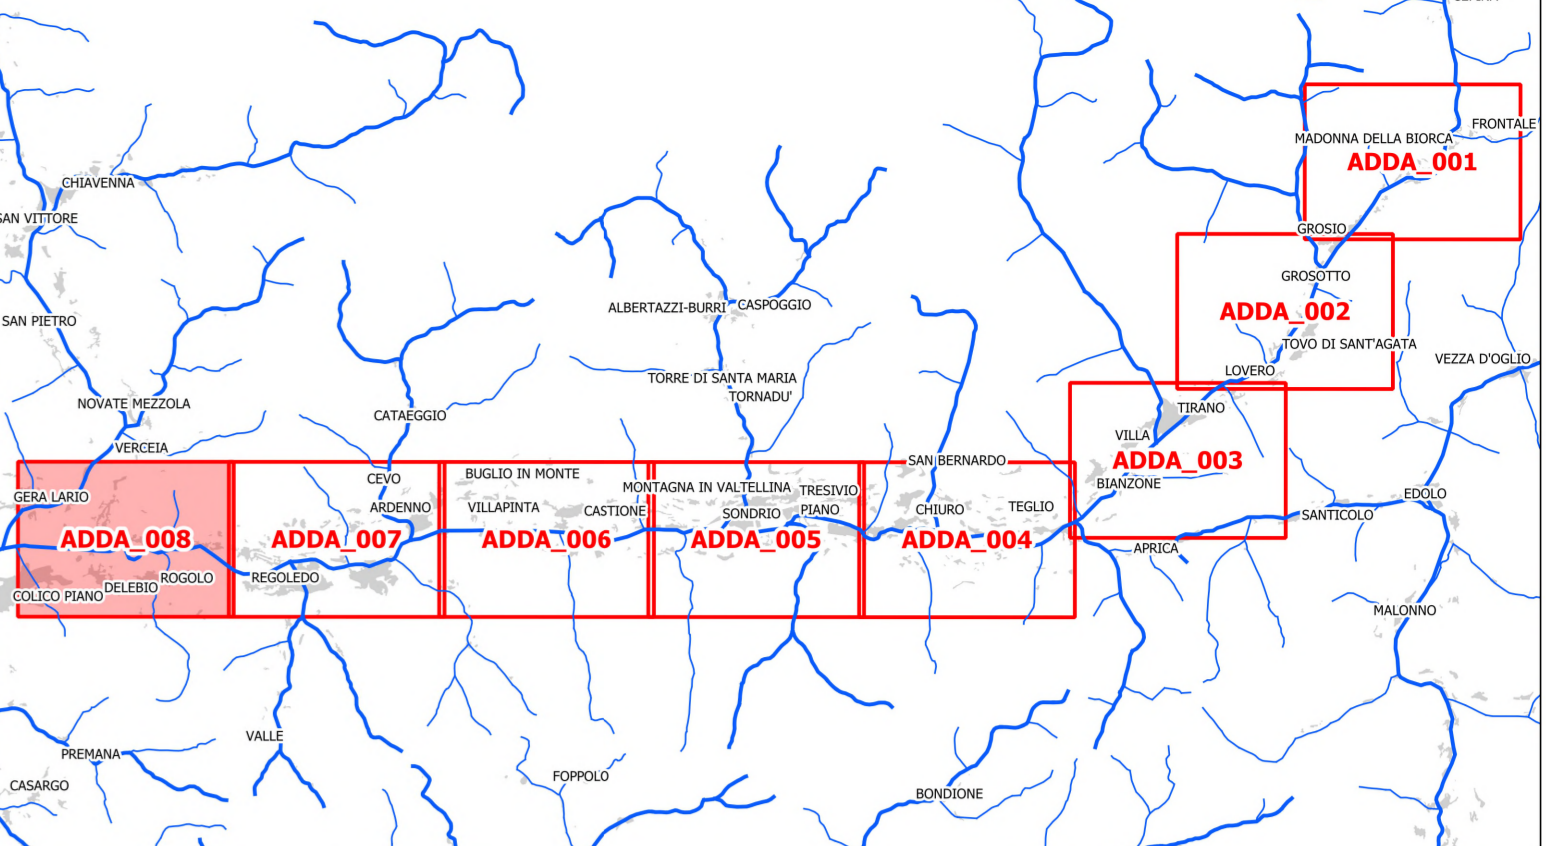 FRONTALE
MADONNA DELLA BIORCA
ADDA_001
CHIAVENNA
SAN VITTORE
GROSIO
GROSOTTO
ALBERTAZZI-BURRI
CASPOGGIO
ADDA_002
SAN PIETRO
TOVO DI SANT'AGATA
VEZZA D'OGLIO
LOVERO
TORRE DI SANTA MARIA
TORNADU'
NOVATE MEZZOLA
CATAEGGIO
TIRANO
VILLA
VERCEIA
SAN BERNARDO
ADDA_003
BUGLIO IN MONTE
CEVO
BIANZONE
MONTAGNA IN VALTELLINA
TRESIVIO
GERA LARIO
EDOLO
ARDENNO
VILLAPINTA
CASTIONE
SONDRIO
PIANO
CHIURO
TEGLIO
SANTICOLO
ADDA_008
ADDA_007
ADDA_006
ADDA_005
ADDA_004
APRICA
ROGOLO
REGOLEDO
DELEBIO
COLICO PIANO
MALONNO
VALLE
PREMANA
FOPPOLO
CASARGO
BONDIONE